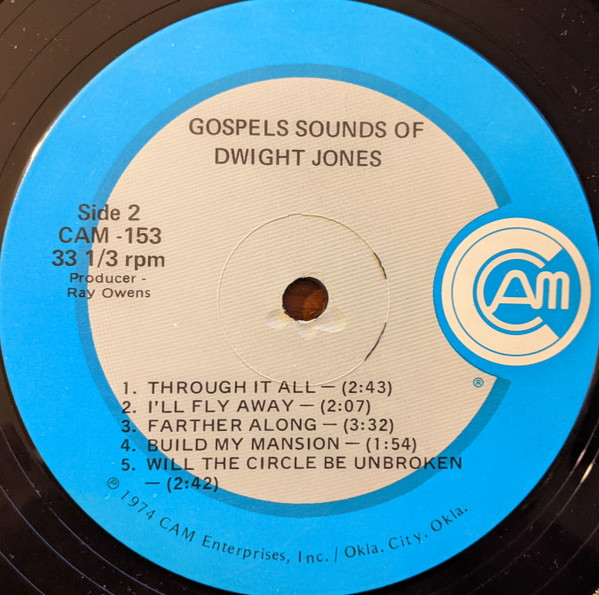 GOSPELS SOUNDS OF
DWIGHT JONES
Side 2
CAM -153
33 1/3 rpm
Producer -
Ray Owens
CAM
®
1. THROUGH IT ALL — (2:43)
2. I'LL FLY AWAY — (2:07)
3. FARTHER ALONG — (3:32)
4. BUILD MY MANSION — (1:54)
5. WILL THE CIRCLE BE UNBROKEN
— (2:42)
℗ 1974 CAM Enterprises, Inc. / Okla. City. Okla.